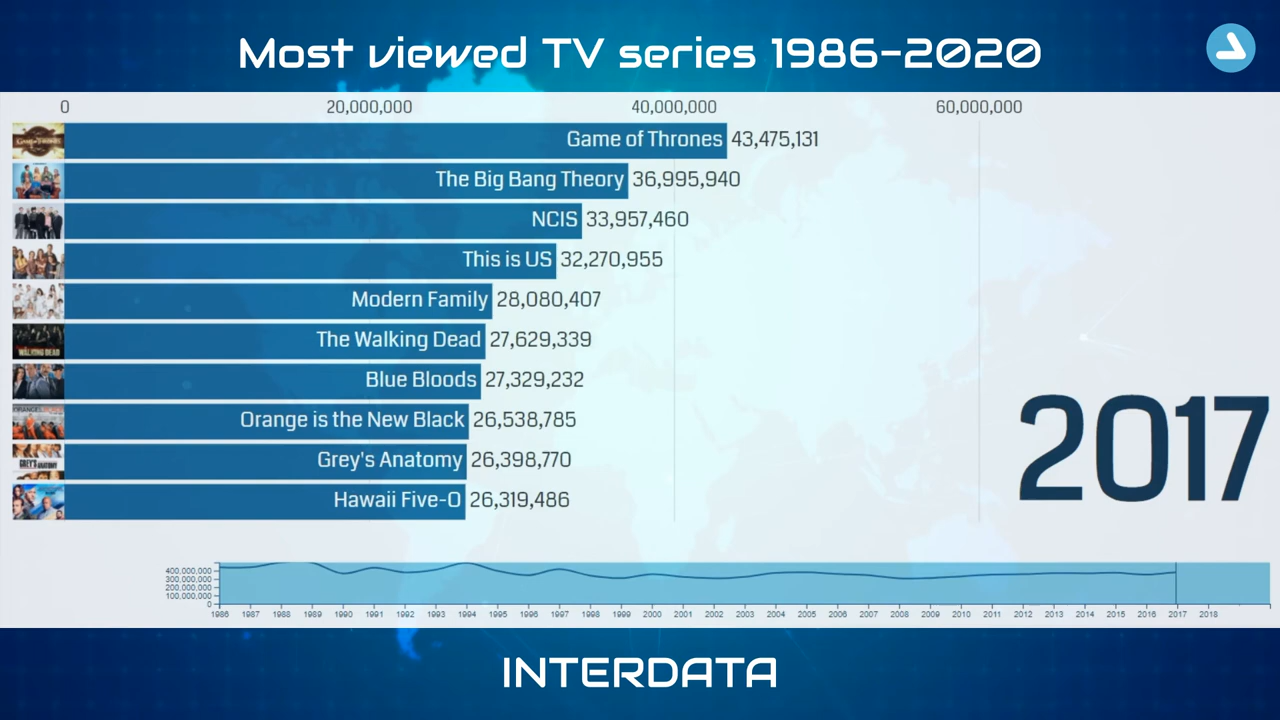 Most viewed TV series 1986-2020
0 20,000,000 40,000,000 60,000,000
Game of Thrones 43,475,131
The Big Bang Theory 36,995,940
NCIS 33,957,460
This is US 32,270,955
Modern Family 28,080,407
The Walking Dead 27,629,339
WALKING DEAD
Blue Bloods 27,329,232
Orange is the New Black 26,538,785
Grey's Anatomy 26,398,770
GREY'S ANATOMY
Hawaii Five-O 26,319,486
2017
400,000,000
300,000,000
200,000,000
100,000,000
0
1986 1987 1988 1989 1990 1991 1992 1993 1994 1995 1996 1997 1998 1999 2000 2001 2002 2003 2004 2005 2006 2007 2008 2009 2010 2011 2012 2013 2014 2015 2016 2017 2018
INTERDATA